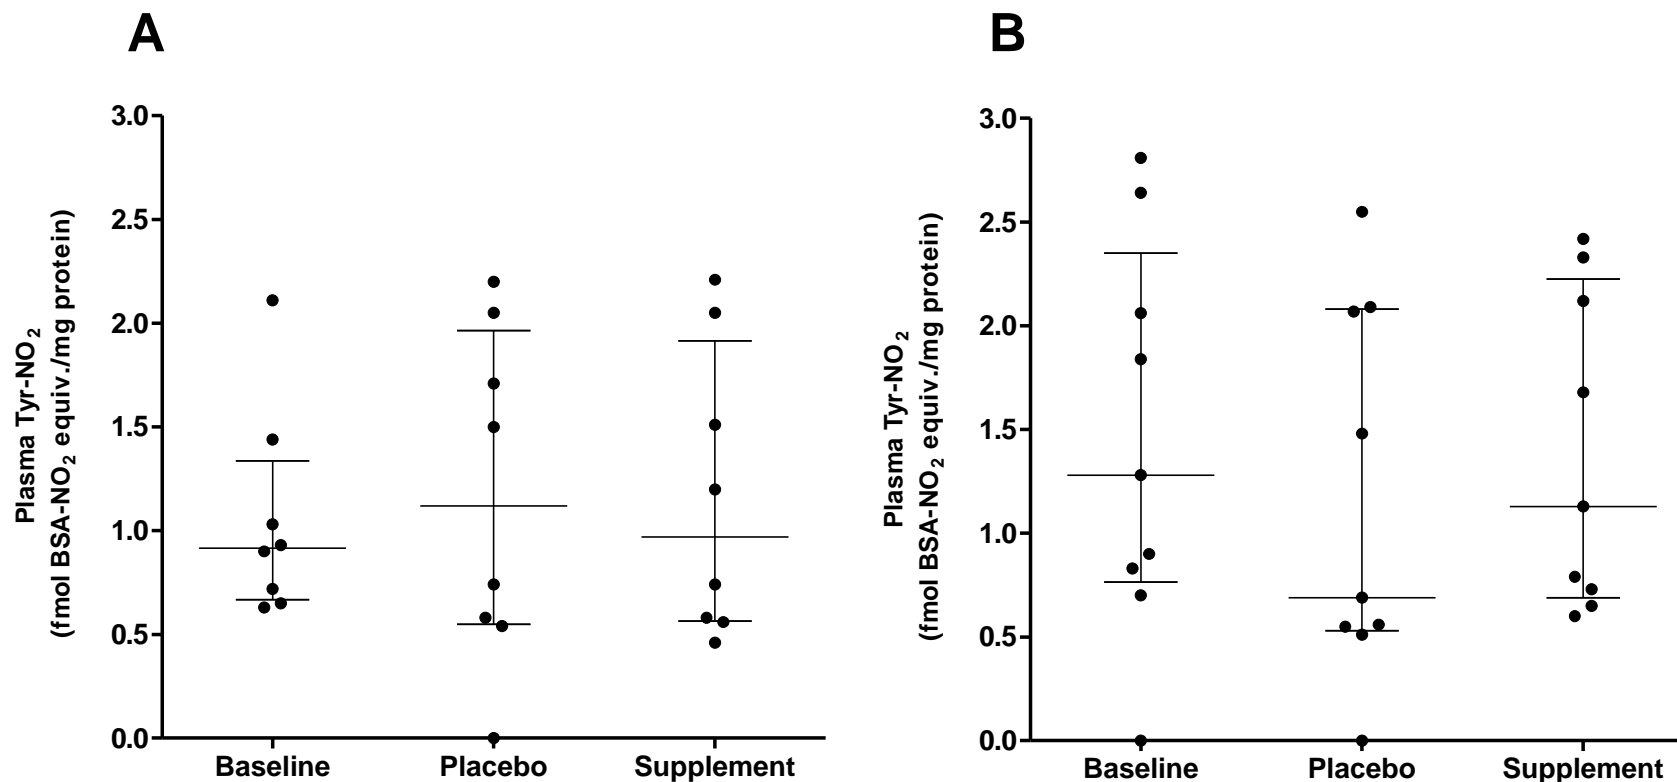 A
B
Plasma Tyr-NO2
(fmol BSA-NO2 equiv./mg protein)
3.0
2.5
2.0
1.5
1.0
0.5
0.0
Baseline Placebo Supplement
Plasma Tyr-NO2
(fmol BSA-NO2 equiv./mg protein)
3.0
2.5
2.0
1.5
1.0
0.5
0.0
Baseline Placebo Supplement